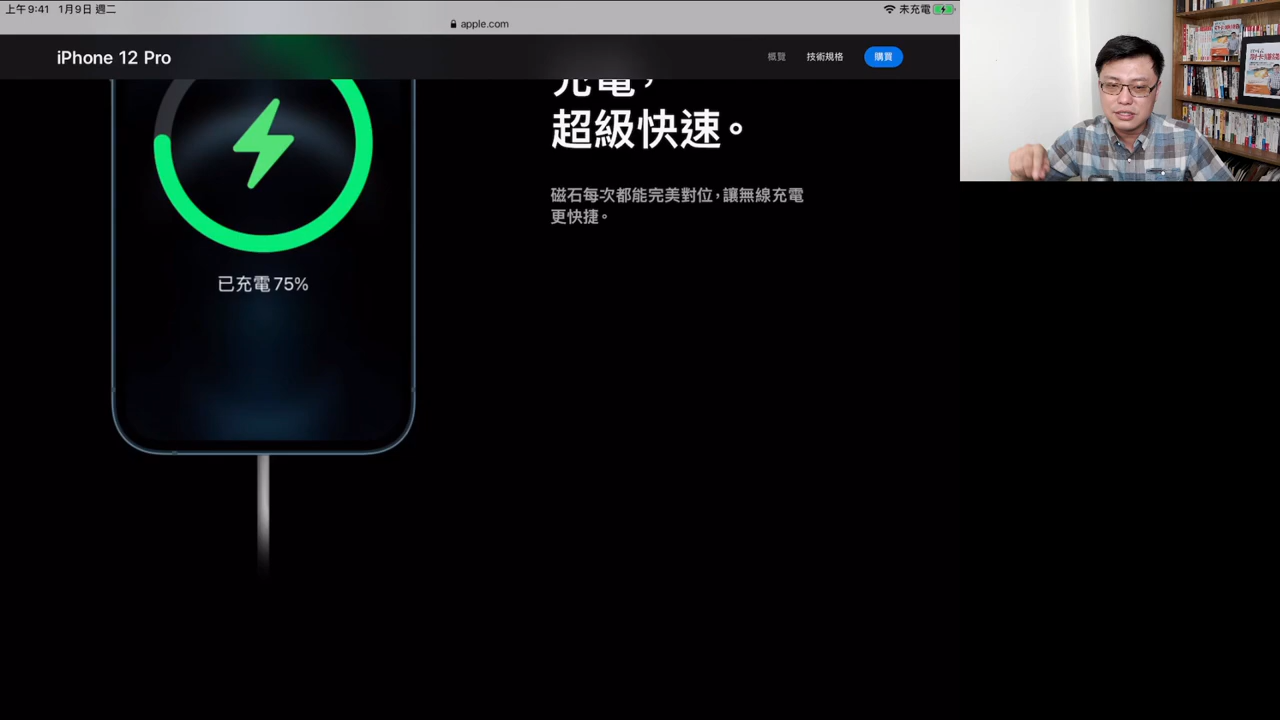 上午9:41 1月9日 週二
未充電
apple.com
iPhone 12 Pro
概覽
技術規格
購買
充電，
超級快速。
磁石每次都能完美對位，讓無線充電
更快捷。
已充電 75%